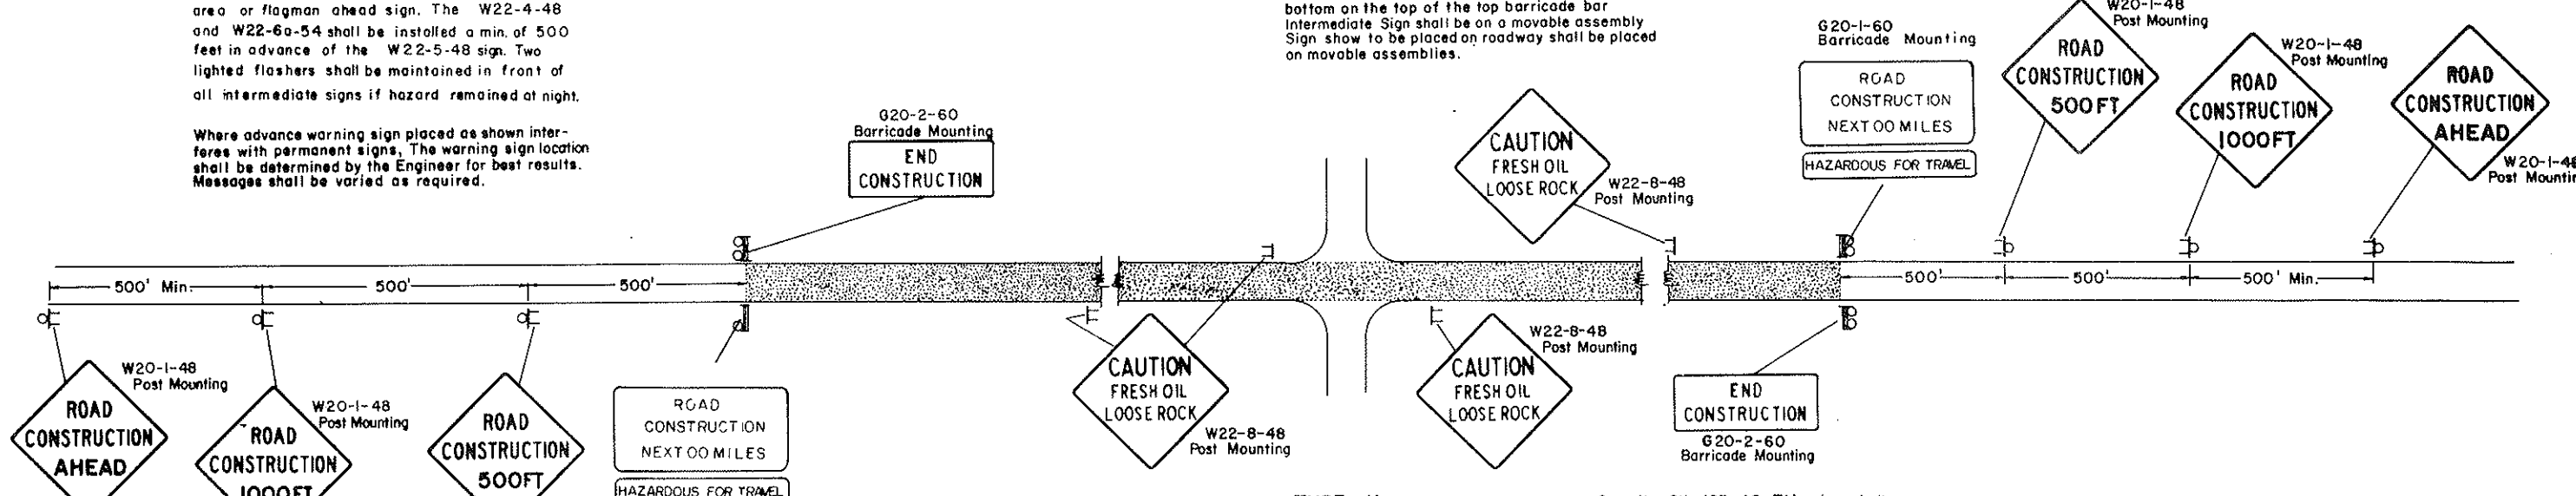 area or flagman ahead sign. The W22-4-48
and W22-6a-54 shall be installed a min. of 500
feet in advance of the W22-5-48 sign. Two
lighted flashers shall be maintained in front of
all intermediate signs if hazard remained at night.
Where advance warning sign placed as shown inter-
feres with permanent signs, The warning sign location
shall be determined by the Engineer for best results.
Messages shall be varied as required.
bottom on the top of the top barricade bar
Intermediate Sign shall be on a movable assembly
Sign show to be placed on roadway shall be placed
on movable assemblies.
G20-2-60
Barricade Mounting
END
CONSTRUCTION
CAUTION
FRESH OIL
LOOSE ROCK
W22-8-48
Post Mounting
G20-1-60
Barricade Mounting
ROAD
CONSTRUCTION
NEXT 00 MILES
HAZARDOUS FOR TRAVEL
W20-1-48
Post Mounting
ROAD
CONSTRUCTION
500 FT
W20-1-48
Post Mounting
ROAD
CONSTRUCTION
1000FT
ROAD
CONSTRUCTION
AHEAD
W20-1-48
Post Mounting
500' Min.
500'
500'
500'
500'
500' Min.
W20-1-48
Post Mounting
ROAD
CONSTRUCTION
AHEAD
W20-1-48
Post Mounting
ROAD
CONSTRUCTION
1000FT
ROAD
CONSTRUCTION
500FT
ROAD
CONSTRUCTION
NEXT 00 MILES
HAZARDOUS FOR TRAVEL
CAUTION
FRESH OIL
LOOSE ROCK
W22-8-48
Post Mounting
W22-8-48
Post Mounting
CAUTION
FRESH OIL
LOOSE ROCK
END
CONSTRUCTION
G20-2-60
Barricade Mounting